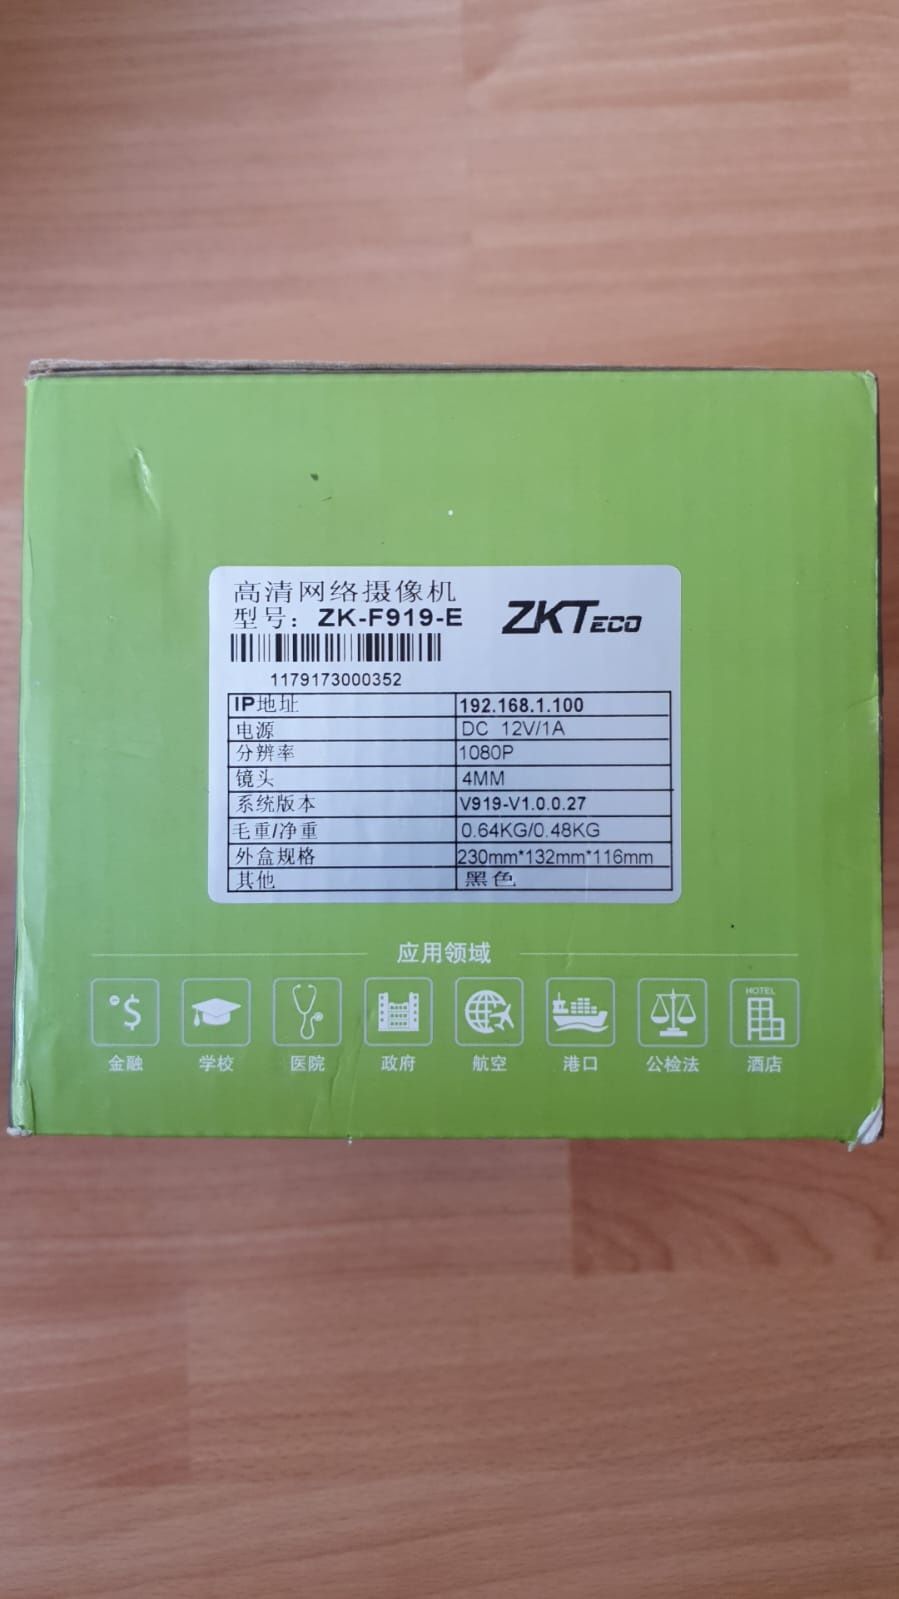 高清网络摄像机
型号：ZK-F919-E
ZKTECO
1179173000352
IP地址 192.168.1.100
电源 DC 12V/1A
分辨率 1080P
镜头 4MM
系统版本 V919-V1.0.0.27
毛重/净重 0.64KG/0.48KG
外盒规格 230mm*132mm*116mm
其他 黑色
应用领域
$ HOTEL
金融 学校 医院 政府 航空 港口 公检法 酒店